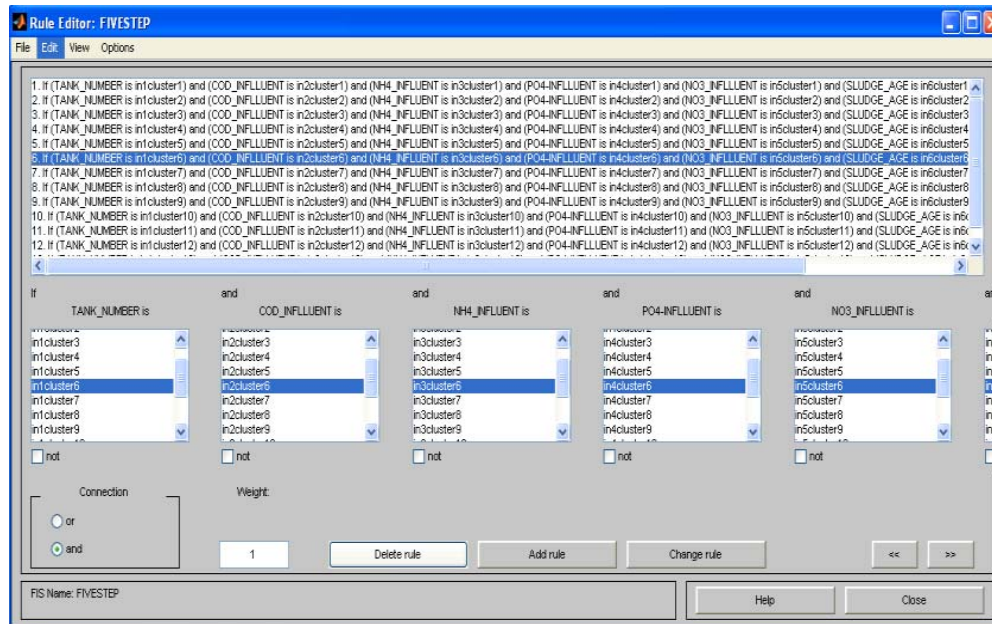 Rule Editor: FIVESTEP
File Edit View Options
1. If (TANK_NUMBER is in1cluster1) and (COD_INFLLUENT is in2cluster1) and (NH4_INFLUENT is in3cluster1) and (PO4-INFLLUENT is in4cluster1) and (NO3_INFLLUENT is in5cluster1) and (SLUDGE_AGE is in6cluster1
2. If (TANK_NUMBER is in1cluster2) and (COD_INFLLUENT is in2cluster2) and (NH4_INFLUENT is in3cluster2) and (PO4-INFLLUENT is in4cluster2) and (NO3_INFLLUENT is in5cluster2) and (SLUDGE_AGE is in6cluster2
3. If (TANK_NUMBER is in1cluster3) and (COD_INFLLUENT is in2cluster3) and (NH4_INFLUENT is in3cluster3) and (PO4-INFLLUENT is in4cluster3) and (NO3_INFLLUENT is in5cluster3) and (SLUDGE_AGE is in6cluster3
4. If (TANK_NUMBER is in1cluster4) and (COD_INFLLUENT is in2cluster4) and (NH4_INFLUENT is in3cluster4) and (PO4-INFLLUENT is in4cluster4) and (NO3_INFLLUENT is in5cluster4) and (SLUDGE_AGE is in6cluster4
5. If (TANK_NUMBER is in1cluster5) and (COD_INFLLUENT is in2cluster5) and (NH4_INFLUENT is in3cluster5) and (PO4-INFLLUENT is in4cluster5) and (NO3_INFLLUENT is in5cluster5) and (SLUDGE_AGE is in6cluster5
6. If (TANK_NUMBER is in1cluster6) and (COD_INFLLUENT is in2cluster6) and (NH4_INFLUENT is in3cluster6) and (PO4-INFLLUENT is in4cluster6) and (NO3_INFLLUENT is in5cluster6) and (SLUDGE_AGE is in6cluster6
7. If (TANK_NUMBER is in1cluster7) and (COD_INFLLUENT is in2cluster7) and (NH4_INFLUENT is in3cluster7) and (PO4-INFLLUENT is in4cluster7) and (NO3_INFLLUENT is in5cluster7) and (SLUDGE_AGE is in6cluster7
8. If (TANK_NUMBER is in1cluster8) and (COD_INFLLUENT is in2cluster8) and (NH4_INFLUENT is in3cluster8) and (PO4-INFLLUENT is in4cluster8) and (NO3_INFLLUENT is in5cluster8) and (SLUDGE_AGE is in6cluster8
9. If (TANK_NUMBER is in1cluster9) and (COD_INFLLUENT is in2cluster9) and (NH4_INFLUENT is in3cluster9) and (PO4-INFLLUENT is in4cluster9) and (NO3_INFLLUENT is in5cluster9) and (SLUDGE_AGE is in6cluster9
10. If (TANK_NUMBER is in1cluster10) and (COD_INFLLUENT is in2cluster10) and (NH4_INFLUENT is in3cluster10) and (PO4-INFLLUENT is in4cluster10) and (NO3_INFLLUENT is in5cluster10) and (SLUDGE_AGE is in6c
11. If (TANK_NUMBER is in1cluster11) and (COD_INFLLUENT is in2cluster11) and (NH4_INFLUENT is in3cluster11) and (PO4-INFLLUENT is in4cluster11) and (NO3_INFLLUENT is in5cluster11) and (SLUDGE_AGE is in6c
12. If (TANK_NUMBER is in1cluster12) and (COD_INFLLUENT is in2cluster12) and (NH4_INFLUENT is in3cluster12) and (PO4-INFLLUENT is in4cluster12) and (NO3_INFLLUENT is in5cluster12) and (SLUDGE_AGE is in6c
If and and and and
TANK_NUMBER is COD_INFLLUENT is NH4_INFLUENT is PO4-INFLLUENT is NO3_INFLLUENT is
in1cluster3 in2cluster3 in3cluster3 in4cluster3 in5cluster3
in1cluster4 in2cluster4 in3cluster4 in4cluster4 in5cluster4
in1cluster5 in2cluster5 in3cluster5 in4cluster5 in5cluster5
in1cluster6 in2cluster6 in3cluster6 in4cluster6 in5cluster6
in1cluster7 in2cluster7 in3cluster7 in4cluster7 in5cluster7
in1cluster8 in2cluster8 in3cluster8 in4cluster8 in5cluster8
in1cluster9 in2cluster9 in3cluster9 in4cluster9 in5cluster9
not not not not not
Connection Weight:
or
and 1 Delete rule Add rule Change rule << >>
FIS Name: FIVESTEP Help Close